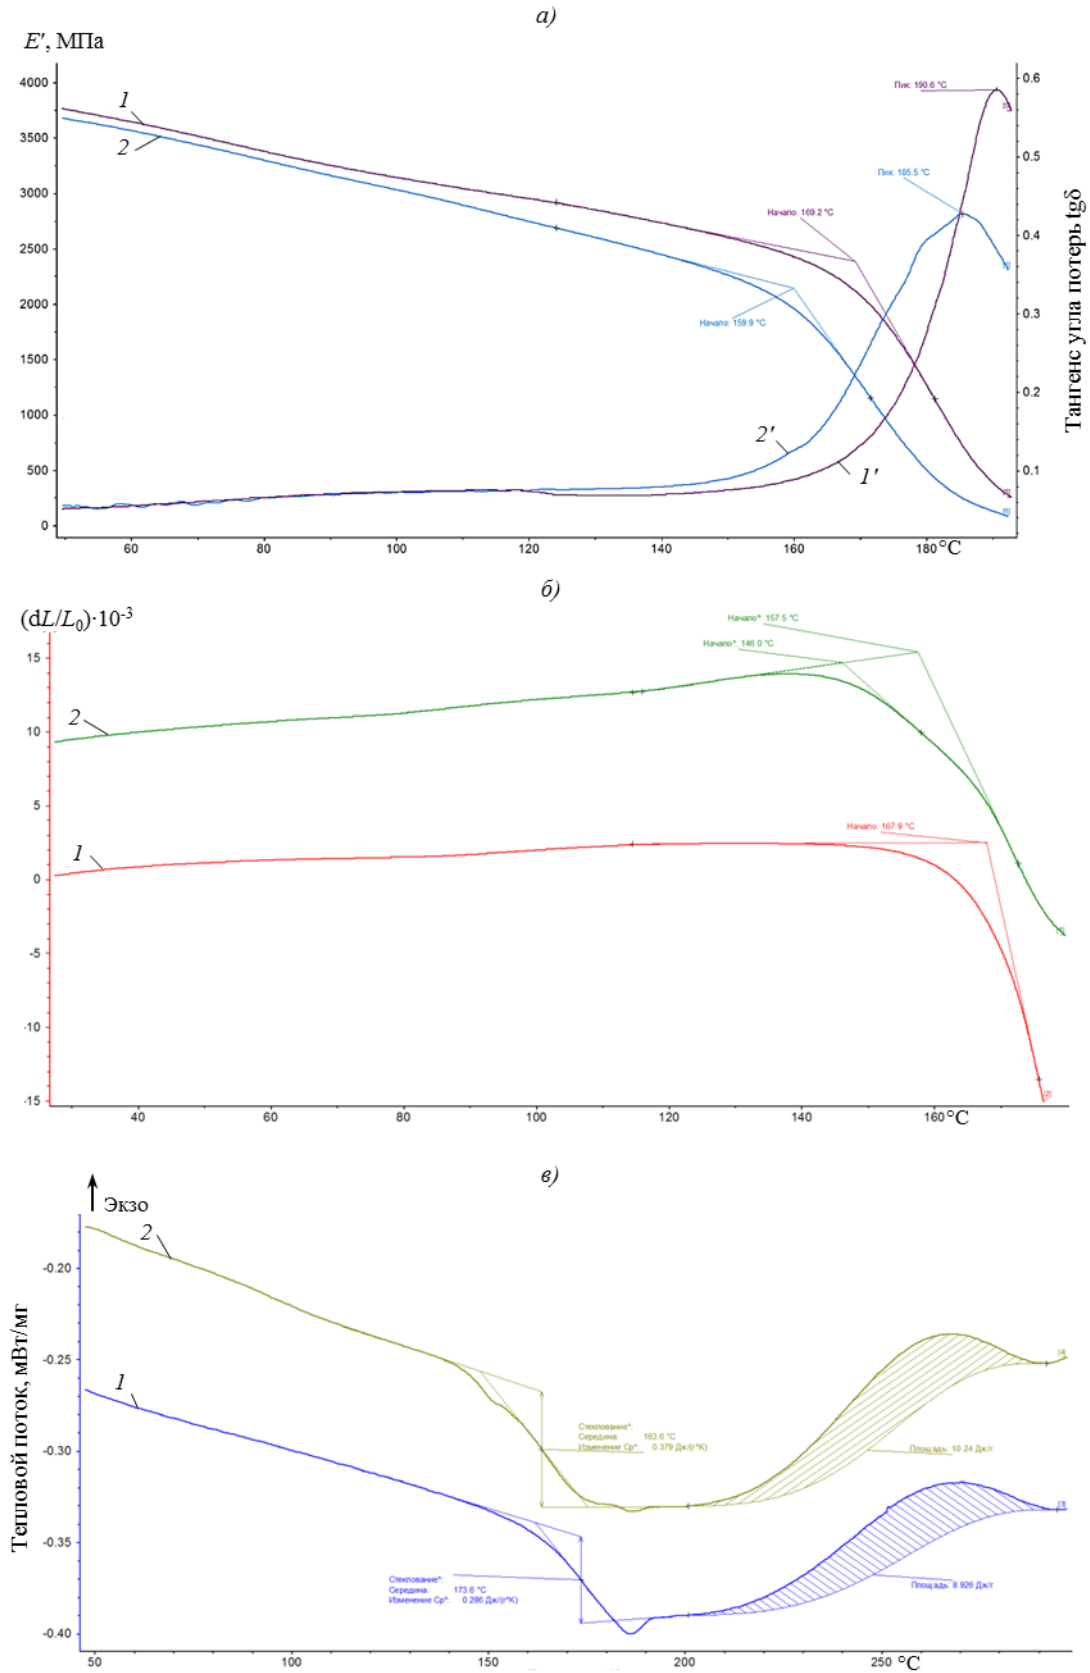 а)
E′, МПа
4000
3500
3000
2500
2000
1500
1000
500
0
1
2
Пик: 190.6 °C
Пик: 185.5 °C
Начало: 169.2 °C
Начало: 159.9 °C
2′
1′
0.6
0.5
0.4
0.3
0.2
0.1
Тангенс угла потерь tgδ
60 80 100 120 140 160 180 °C
б)
(dL/L₀)·10⁻³
15
10
5
0
-5
-10
-15
2
1
Начало*: 157.5 °C
Начало*: 146.0 °C
Начало: 167.9 °C
40 60 80 100 120 140 160 °C
в)
Экзо
Тепловой поток, мВт/мг
-0.20
-0.25
-0.30
-0.35
-0.40
2
1
Стеклование*:
Середина: 163.6 °C
Изменение Cp*: 0.379 Дж/(г*К)
Площадь: 10.24 Дж/г
Стеклование*:
Середина: 173.6 °C
Изменение Cp*: 0.286 Дж/(г*К)
Площадь: 8.926 Дж/г
50 100 150 200 250 °C